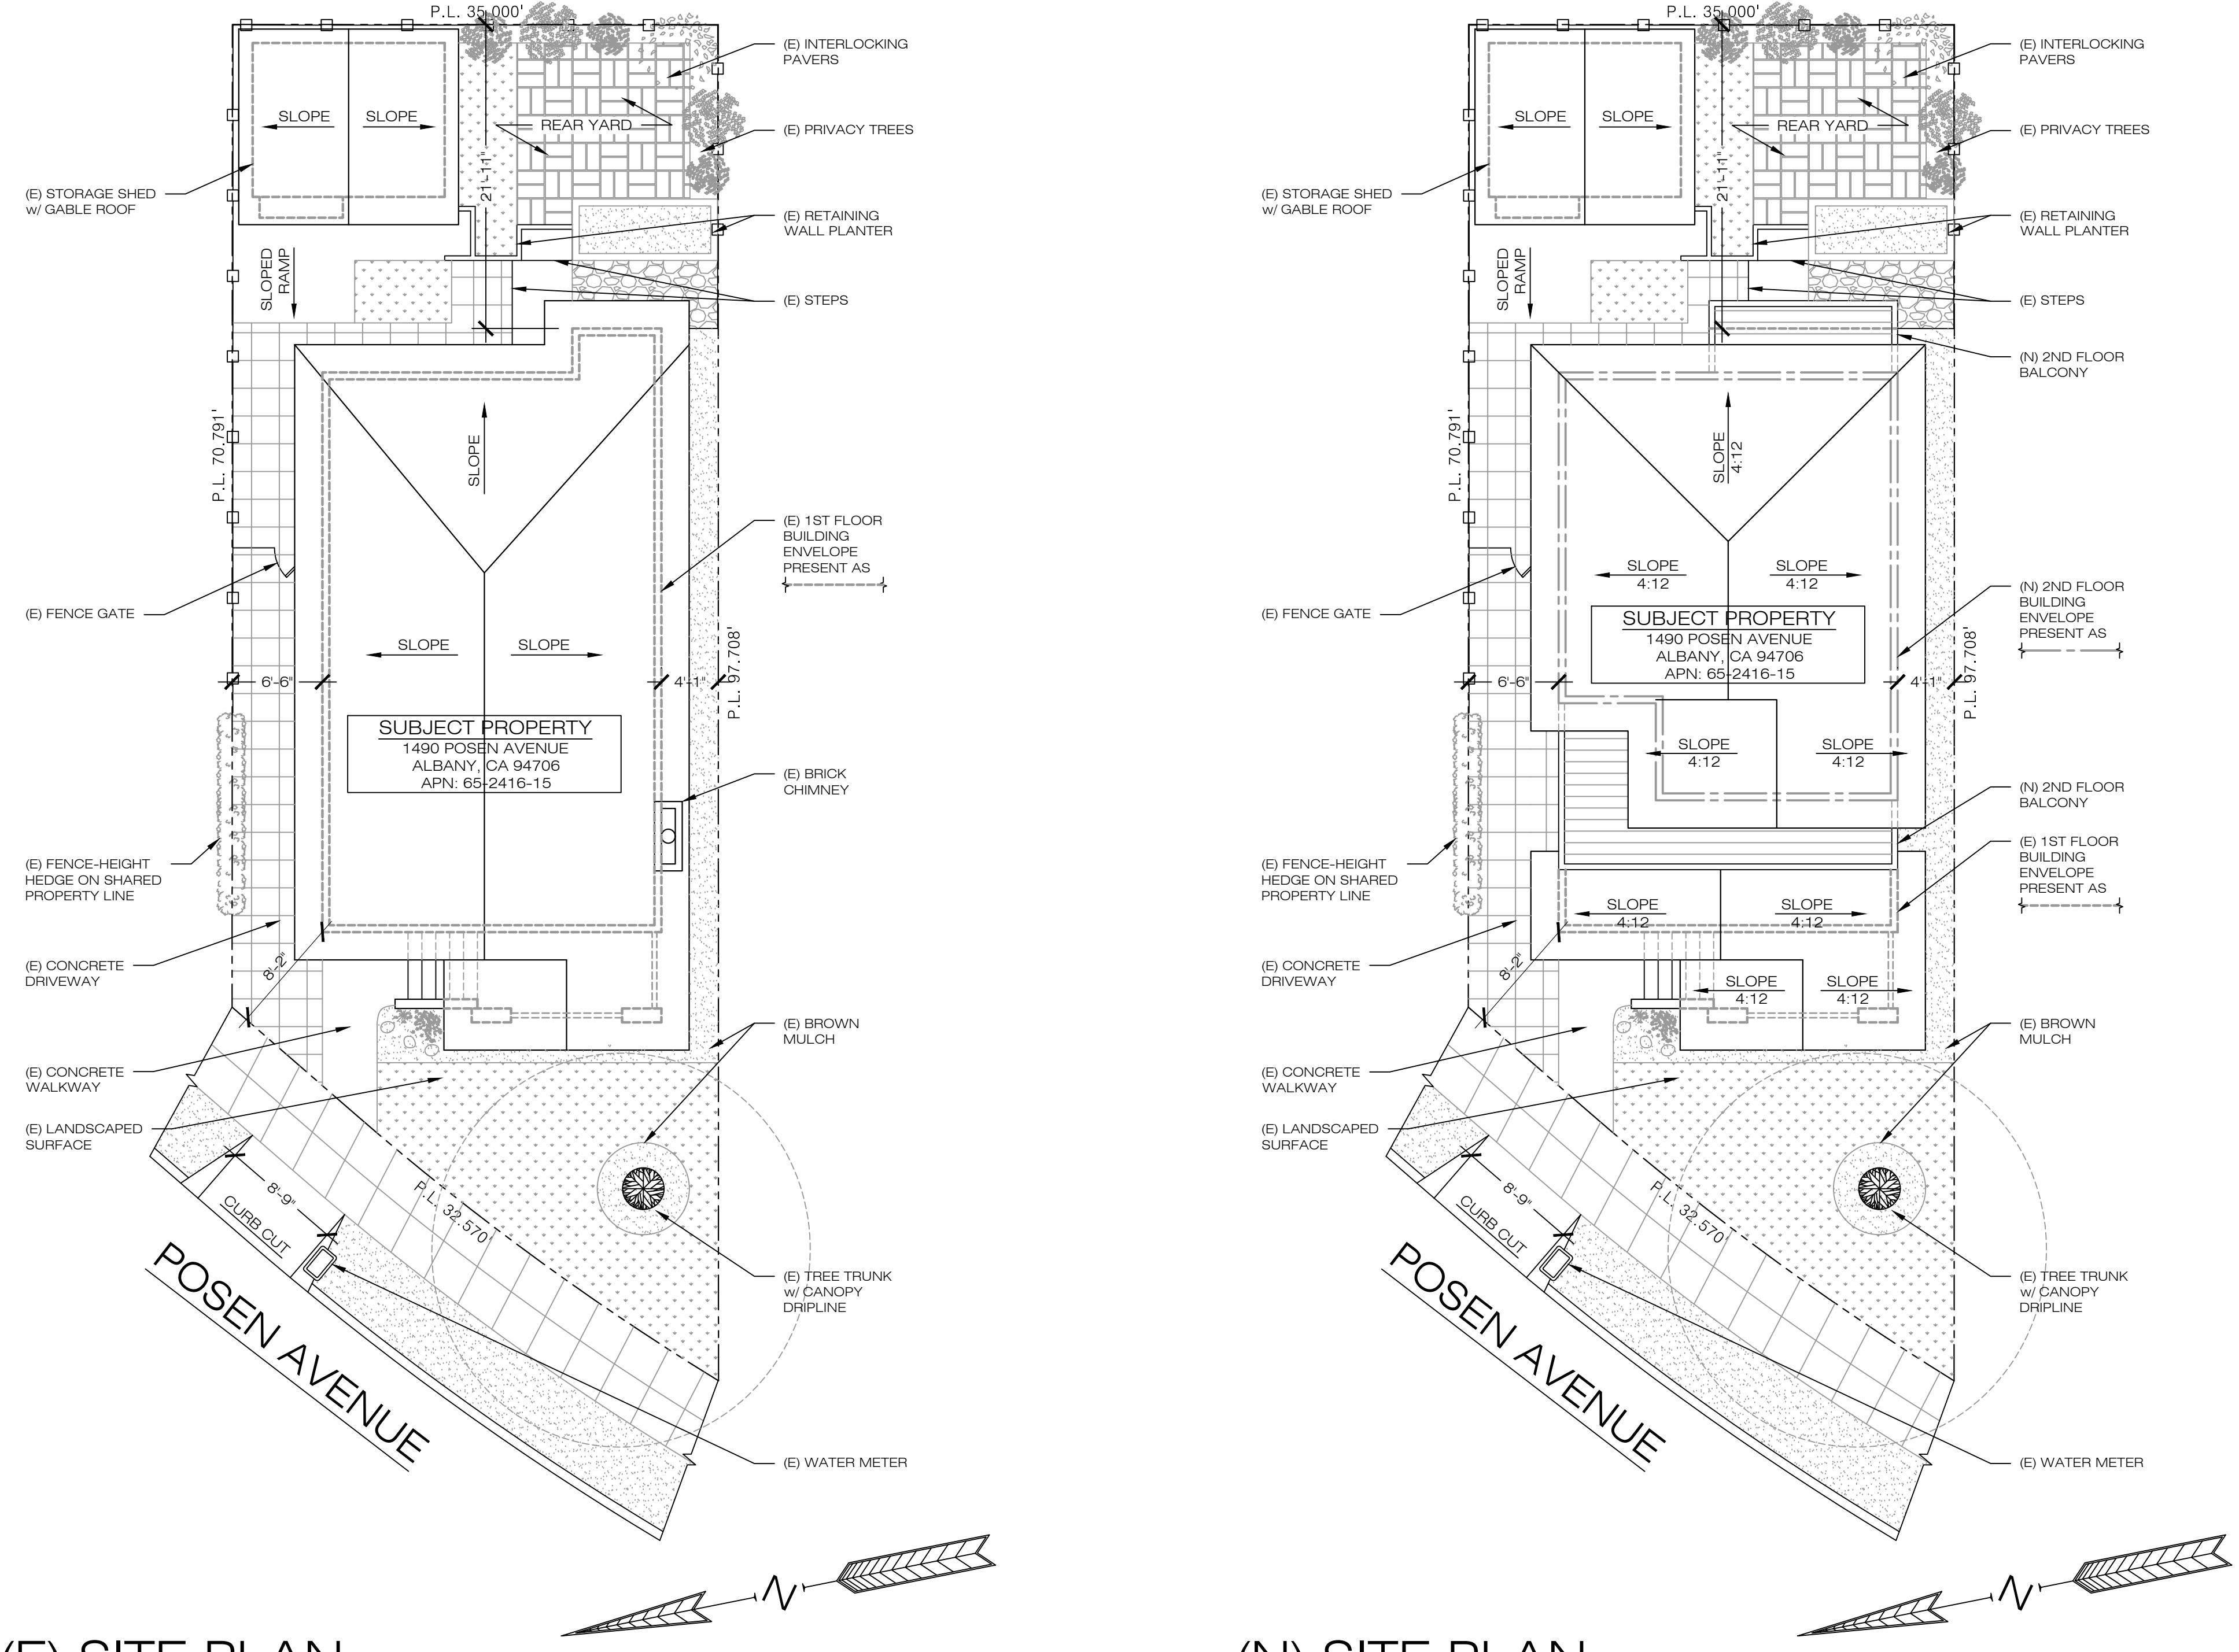 P.L. 35.000'
(E) INTERLOCKING
PAVERS
SLOPE
SLOPE
REAR YARD
(E) PRIVACY TREES
21'-11"
(E) STORAGE SHED
w/ GABLE ROOF
(E) RETAINING
WALL PLANTER
SLOPED
RAMP
(E) STEPS
P.L. 70.791'
SLOPE
(E) 1ST FLOOR
BUILDING
ENVELOPE
PRESENT AS
(E) FENCE GATE
SLOPE
SLOPE
P.L. 97.708'
6'-6"
4'-1"
SUBJECT PROPERTY
1490 POSEN AVENUE
ALBANY, CA 94706
APN: 65-2416-15
(E) BRICK
CHIMNEY
(E) FENCE-HEIGHT
HEDGE ON SHARED
PROPERTY LINE
(E) CONCRETE
DRIVEWAY
8'-2"
(E) BROWN
MULCH
(E) CONCRETE
WALKWAY
(E) LANDSCAPED
SURFACE
8'-9"
P.L. 32.570'
CURB CUT
(E) TREE TRUNK
w/ CANOPY
DRIPLINE
POSEN AVENUE
(E) WATER METER
N
(E) SITE PLAN
P.L. 35.000'
(E) INTERLOCKING
PAVERS
SLOPE
SLOPE
REAR YARD
(E) PRIVACY TREES
21'-11"
(E) STORAGE SHED
w/ GABLE ROOF
(E) RETAINING
WALL PLANTER
SLOPED
RAMP
(E) STEPS
(N) 2ND FLOOR
BALCONY
P.L. 70.791'
SLOPE
4:12
SLOPE
4:12
SLOPE
4:12
(N) 2ND FLOOR
BUILDING
ENVELOPE
PRESENT AS
(E) FENCE GATE
SUBJECT PROPERTY
1490 POSEN AVENUE
ALBANY, CA 94706
APN: 65-2416-15
P.L. 97.708'
6'-6"
4'-1"
SLOPE
4:12
SLOPE
4:12
(N) 2ND FLOOR
BALCONY
(E) 1ST FLOOR
BUILDING
ENVELOPE
PRESENT AS
(E) FENCE-HEIGHT
HEDGE ON SHARED
PROPERTY LINE
SLOPE
4:12
SLOPE
4:12
(E) CONCRETE
DRIVEWAY
8'-2"
SLOPE
4:12
SLOPE
4:12
(E) BROWN
MULCH
(E) CONCRETE
WALKWAY
(E) LANDSCAPED
SURFACE
8'-9"
P.L. 32.570'
CURB CUT
(E) TREE TRUNK
w/ CANOPY
DRIPLINE
POSEN AVENUE
(E) WATER METER
N
(N) SITE PLAN